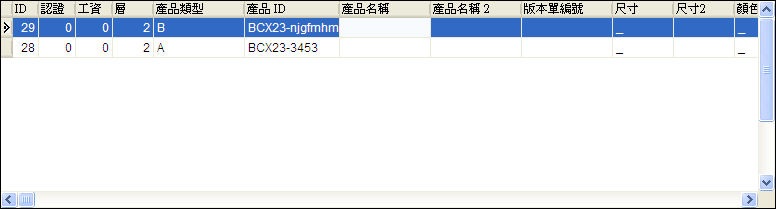 ID 認證 工資 層 產品類型 產品 ID 產品名稱 產品名稱 2 版本單編號 尺寸 尺寸2 顏色
29 0 0 2 B BCX23-njgfmhm _ _
28 0 0 2 A BCX23-3453 _ _